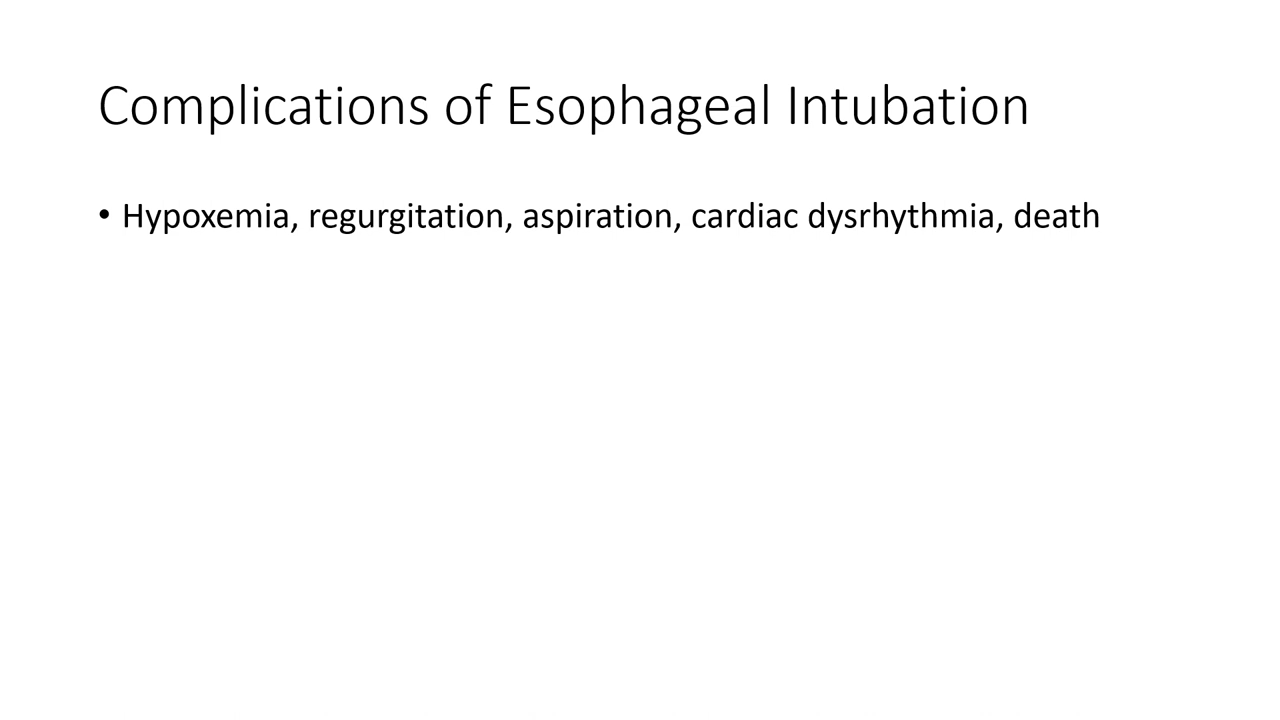 Complications of Esophageal Intubation
• Hypoxemia, regurgitation, aspiration, cardiac dysrhythmia, death